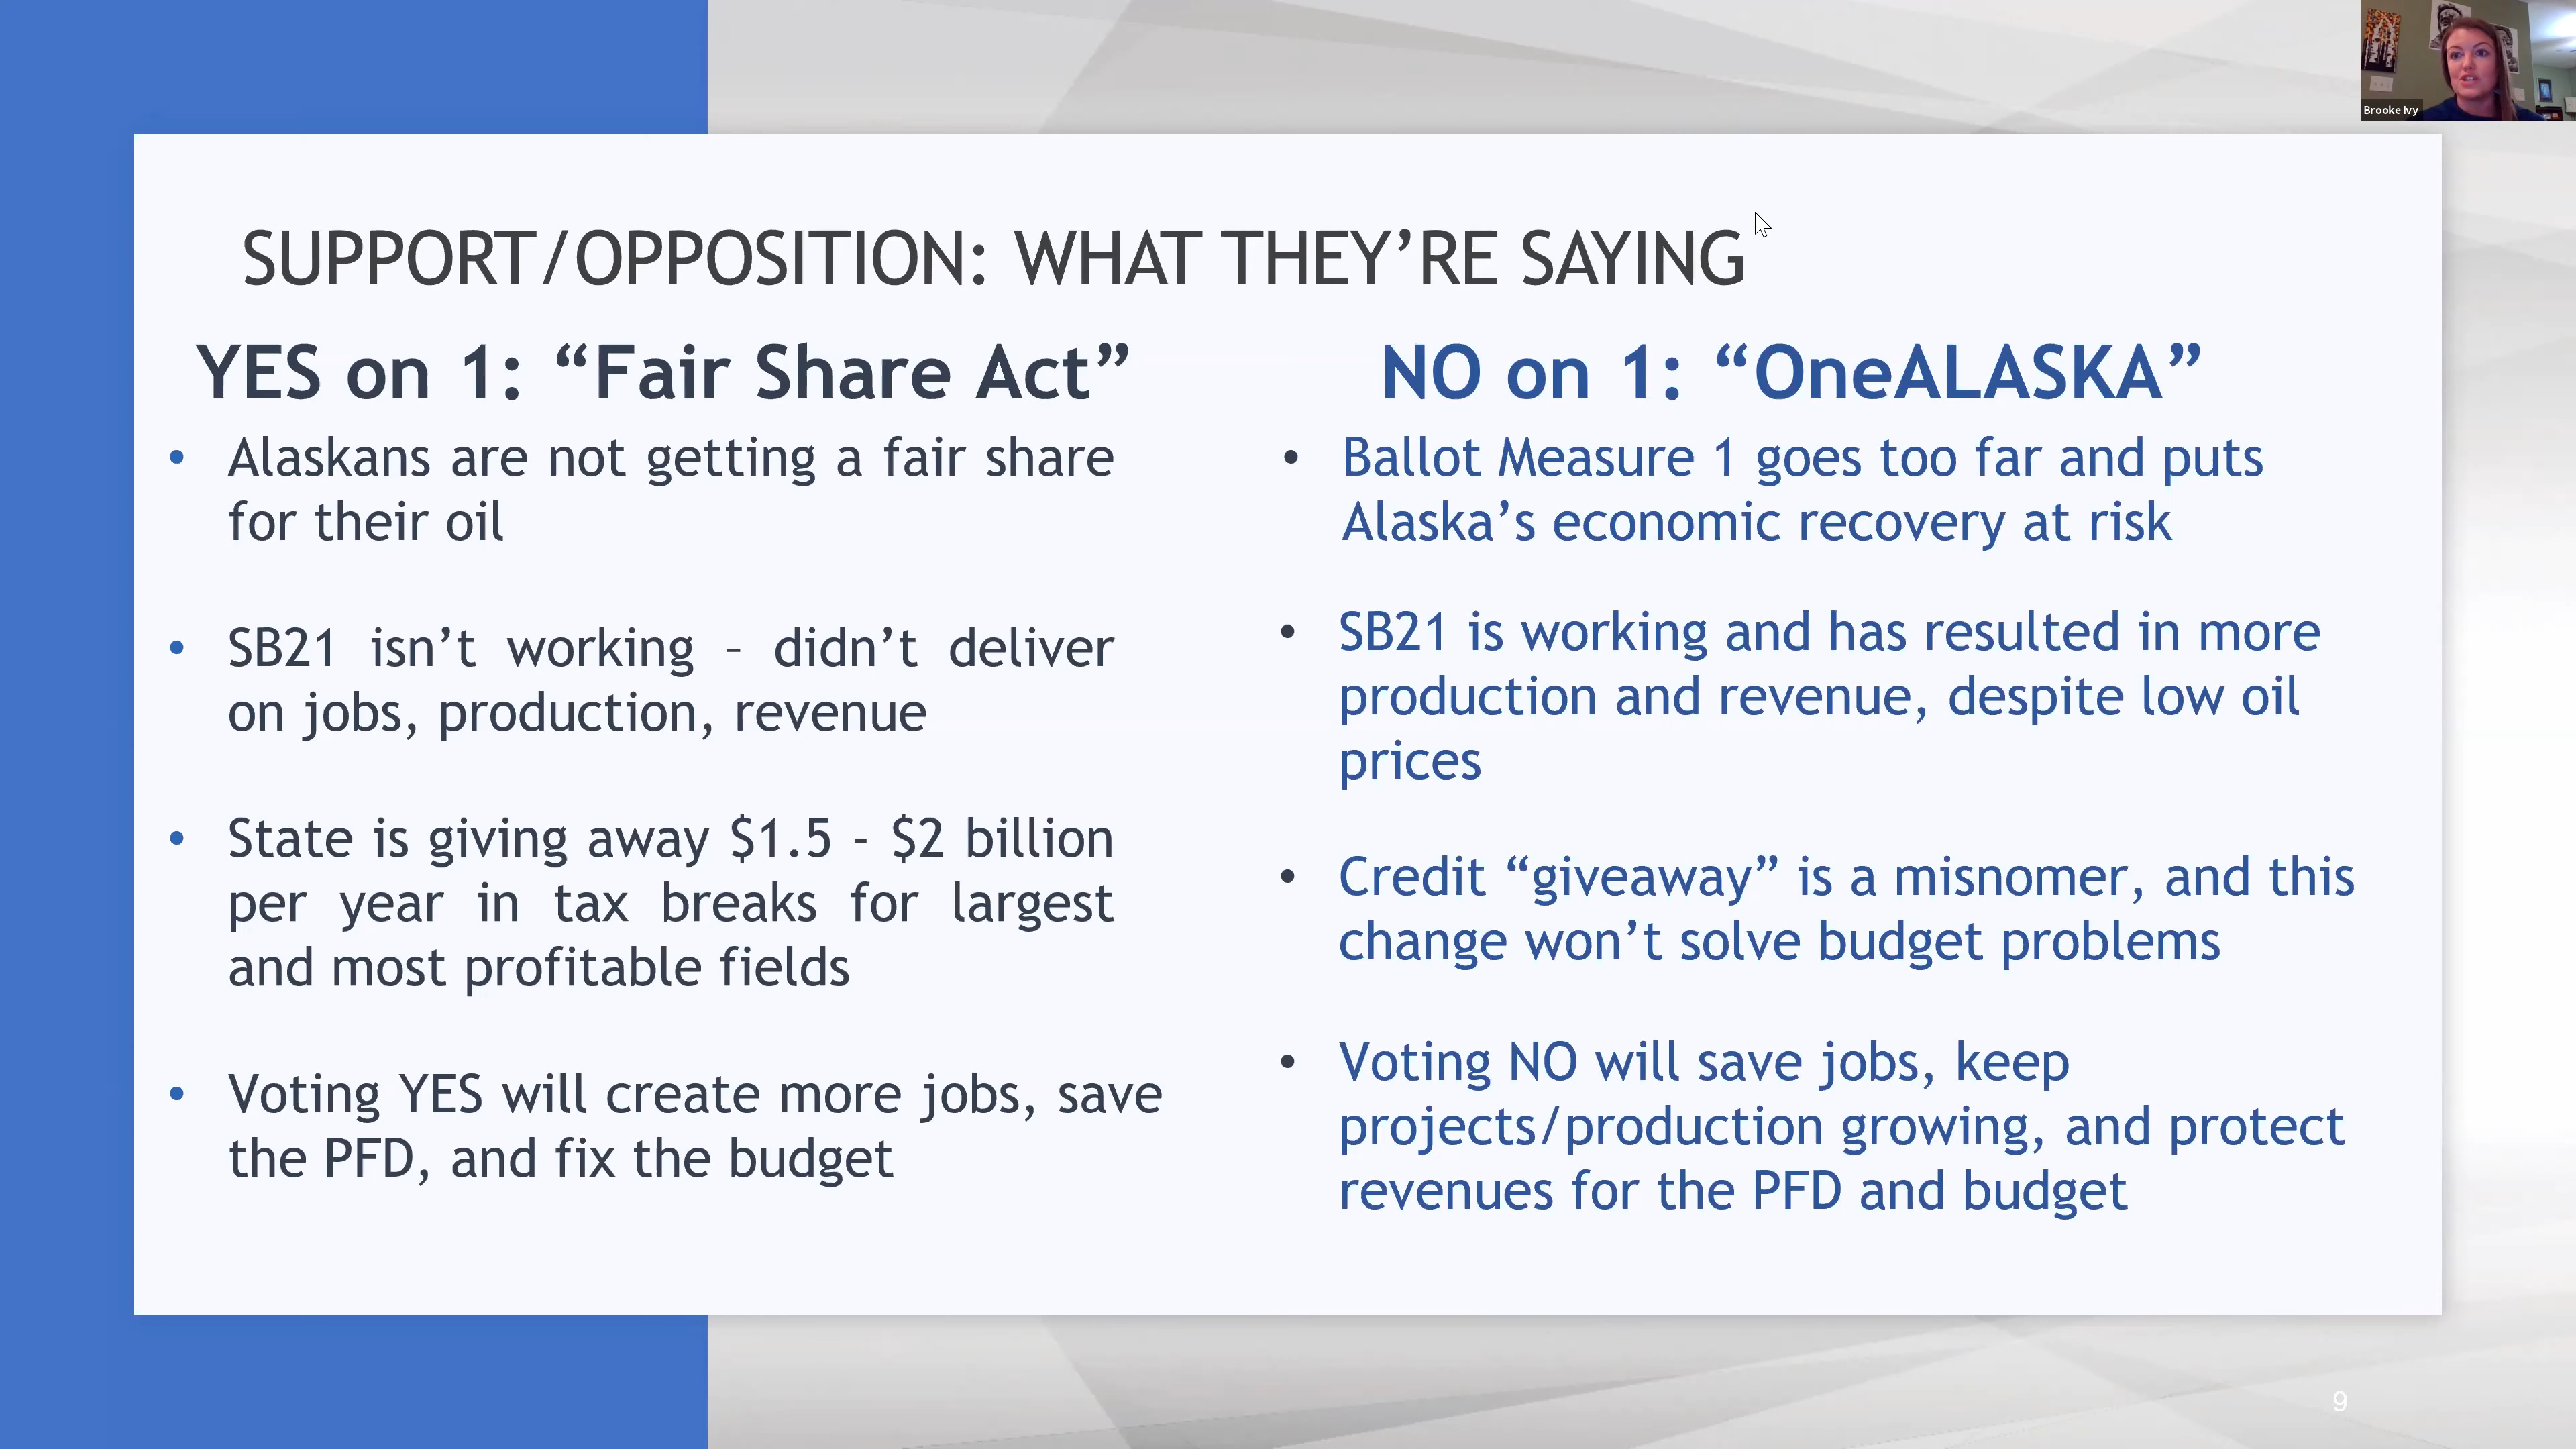 Brooke Ivy
SUPPORT/OPPOSITION: WHAT THEY’RE SAYING
YES on 1: “Fair Share Act”
• Alaskans are not getting a fair share
for their oil
• SB21 isn’t working – didn’t deliver
on jobs, production, revenue
• State is giving away $1.5 - $2 billion
per year in tax breaks for largest
and most profitable fields
• Voting YES will create more jobs, save
the PFD, and fix the budget
NO on 1: “OneALASKA”
• Ballot Measure 1 goes too far and puts
Alaska’s economic recovery at risk
• SB21 is working and has resulted in more
production and revenue, despite low oil
prices
• Credit “giveaway” is a misnomer, and this
change won’t solve budget problems
• Voting NO will save jobs, keep
projects/production growing, and protect
revenues for the PFD and budget
9